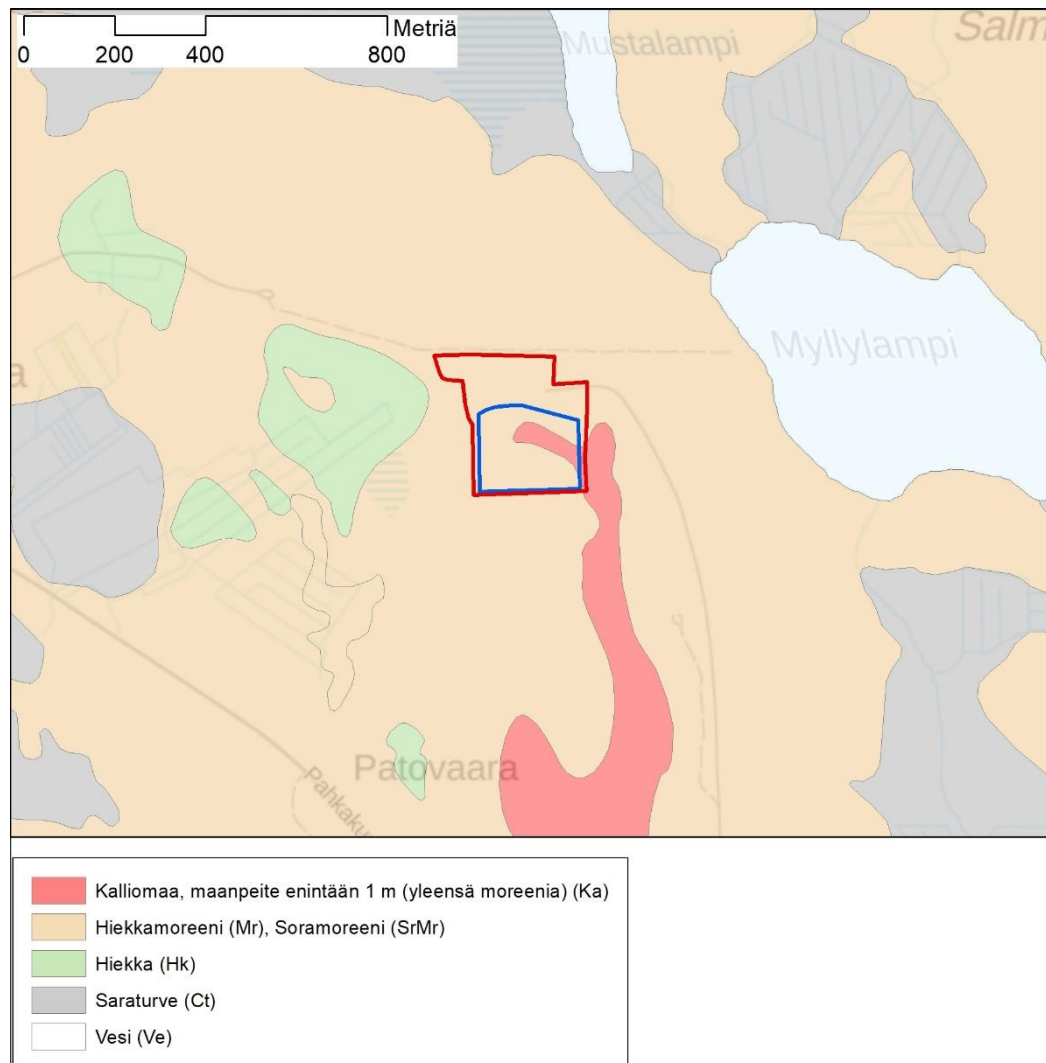 Metriä
0 200 400 800
Mustalampi
Salm
a
Myllylampi
Patovaara
Pahkaku
Kalliomaa, maanpeite enintään 1 m (yleensä moreenia) (Ka)
Hiekkamoreeni (Mr), Soramoreeni (SrMr)
Hiekka (Hk)
Saraturve (Ct)
Vesi (Ve)